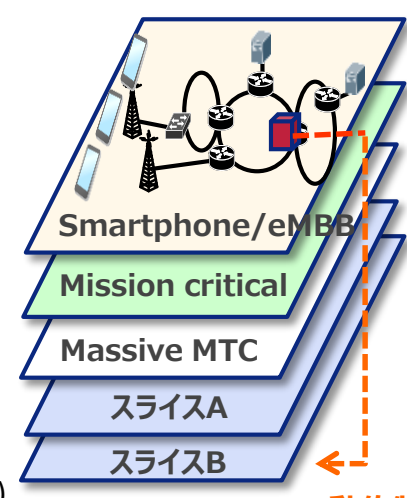 Smartphone/eMBB
Mission critical
Massive MTC
スライスA
スライスB
)